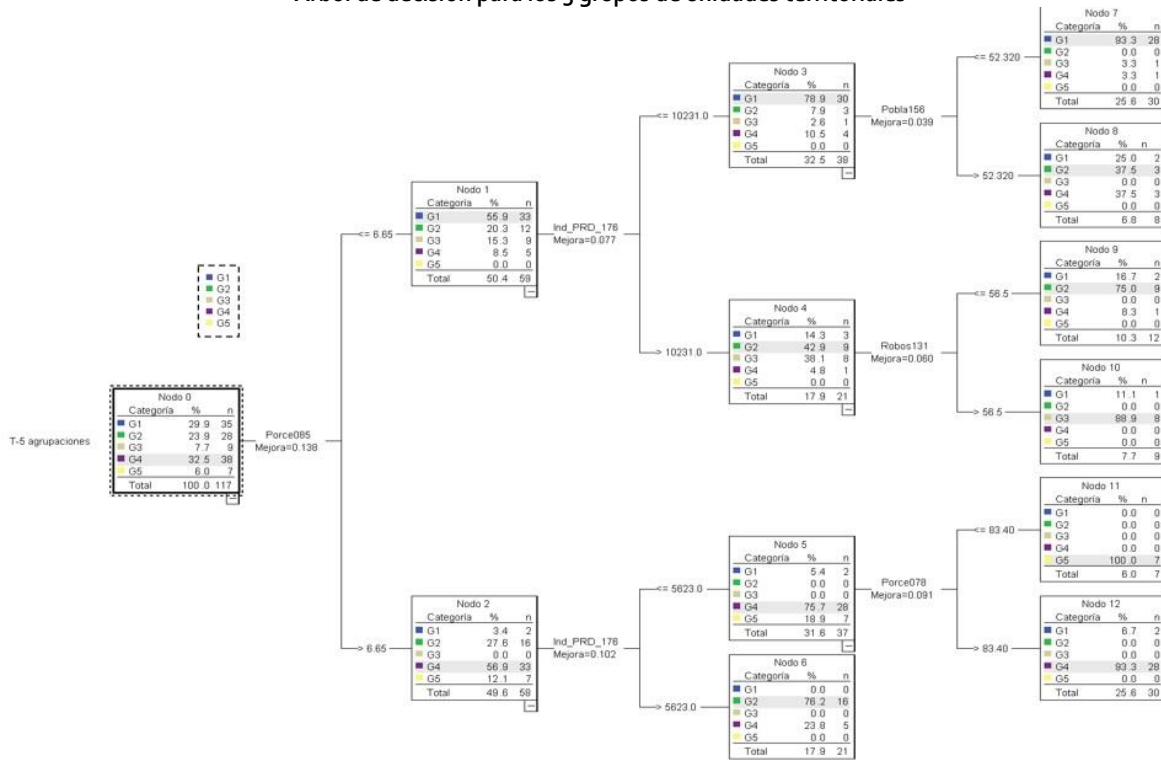 Árbol de decisión para los 5 grupos de unidades territoriales
G1
G2
G3
G4
G5
T-5 agrupaciones
Nodo 0
Categoría % n
G1 29.9 35
G2 23.9 28
G3 7.7 9
G4 32.5 38
G5 6.0 7
Total 100.0 117
Porce085
Mejora=0.138
<= 6.65
Nodo 1
Categoría % n
G1 55.9 33
G2 20.3 12
G3 15.3 9
G4 8.5 5
G5 0.0 0
Total 50.4 59
Ind_PRD_176
Mejora=0.077
> 6.65
Nodo 2
Categoría % n
G1 3.4 2
G2 27.6 16
G3 0.0 0
G4 56.9 33
G5 12.1 7
Total 49.6 58
Ind_PRD_176
Mejora=0.102
<= 10231.0
Nodo 3
Categoría % n
G1 78.9 30
G2 7.9 3
G3 2.6 1
G4 10.5 4
G5 0.0 0
Total 32.5 38
Pobla156
Mejora=0.039
> 10231.0
Nodo 4
Categoría % n
G1 14.3 3
G2 42.9 9
G3 38.1 8
G4 4.8 1
G5 0.0 0
Total 17.9 21
Robos131
Mejora=0.060
<= 5623.0
Nodo 5
Categoría % n
G1 5.4 2
G2 0.0 0
G3 0.0 0
G4 75.7 28
G5 18.9 7
Total 31.6 37
Porce078
Mejora=0.091
> 5623.0
Nodo 6
Categoría % n
G1 0.0 0
G2 76.2 16
G3 0.0 0
G4 23.8 5
G5 0.0 0
Total 17.9 21
<= 52.320
Nodo 7
Categoría % n
G1 93.3 28
G2 0.0 0
G3 3.3 1
G4 3.3 1
G5 0.0 0
Total 25.6 30
> 52.320
Nodo 8
Categoría % n
G1 25.0 2
G2 37.5 3
G3 0.0 0
G4 37.5 3
G5 0.0 0
Total 6.8 8
<= 56.5
Nodo 9
Categoría % n
G1 16.7 2
G2 75.0 9
G3 0.0 0
G4 8.3 1
G5 0.0 0
Total 10.3 12
> 56.5
Nodo 10
Categoría % n
G1 11.1 1
G2 0.0 0
G3 88.9 8
G4 0.0 0
G5 0.0 0
Total 7.7 9
<= 83.40
Nodo 11
Categoría % n
G1 0.0 0
G2 0.0 0
G3 0.0 0
G4 0.0 0
G5 100.0 7
Total 6.0 7
> 83.40
Nodo 12
Categoría % n
G1 6.7 2
G2 0.0 0
G3 0.0 0
G4 93.3 28
G5 0.0 0
Total 25.6 30